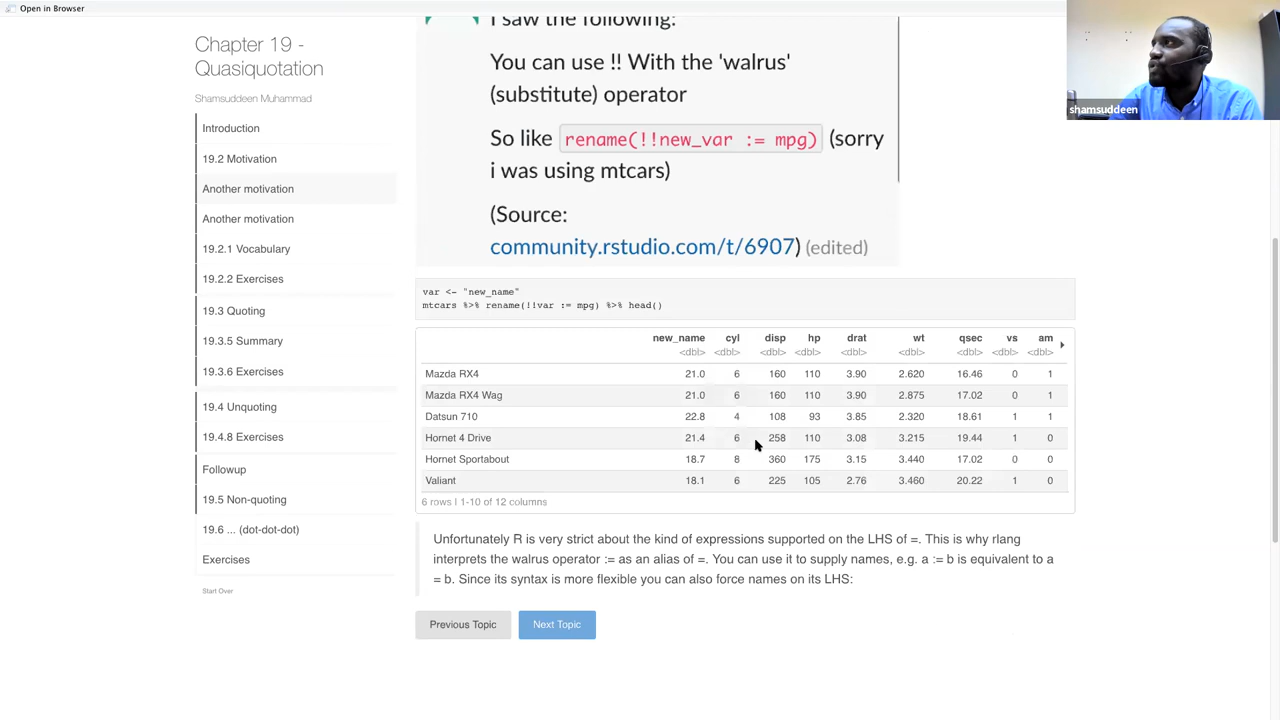 Open in Browser
Chapter 19 -
Quasiquotation
Shamsuddeen Muhammad
Introduction
19.2 Motivation
Another motivation
Another motivation
19.2.1 Vocabulary
19.2.2 Exercises
19.3 Quoting
19.3.5 Summary
19.3.6 Exercises
19.4 Unquoting
19.4.8 Exercises
Followup
19.5 Non-quoting
19.6 ... (dot-dot-dot)
Exercises
Start Over
I saw the following:
You can use !! With the 'walrus'
(substitute) operator
So like rename(!!new_var := mpg) (sorry
i was using mtcars)
(Source:
community.rstudio.com/t/6907) (edited)
var <- "new_name"
mtcars %>% rename(!!var := mpg) %>% head()
new_name cyl disp hp drat wt qsec vs am
<dbl> <dbl> <dbl> <dbl> <dbl> <dbl> <dbl> <dbl> <dbl>
Mazda RX4 21.0 6 160 110 3.90 2.620 16.46 0 1
Mazda RX4 Wag 21.0 6 160 110 3.90 2.875 17.02 0 1
Datsun 710 22.8 4 108 93 3.85 2.320 18.61 1 1
Hornet 4 Drive 21.4 6 258 110 3.08 3.215 19.44 1 0
Hornet Sportabout 18.7 8 360 175 3.15 3.440 17.02 0 0
Valiant 18.1 6 225 105 2.76 3.460 20.22 1 0
6 rows | 1-10 of 12 columns
Unfortunately R is very strict about the kind of expressions supported on the LHS of =. This is why rlang
interprets the walrus operator := as an alias of =. You can use it to supply names, e.g. a := b is equivalent to a
= b. Since its syntax is more flexible you can also force names on its LHS:
Previous Topic
Next Topic
shamsuddeen